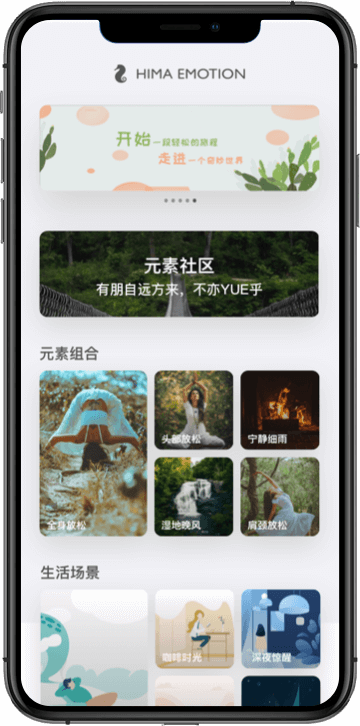 HIMA EMOTION
开始一段轻松的旅程
走进一个奇妙世界
元素社区
有朋自远方来，不亦YUE乎
元素组合
头部放松
宁静细雨
全身放松
湿地晚风
肩颈放松
生活场景
咖啡时光
深夜惊醒